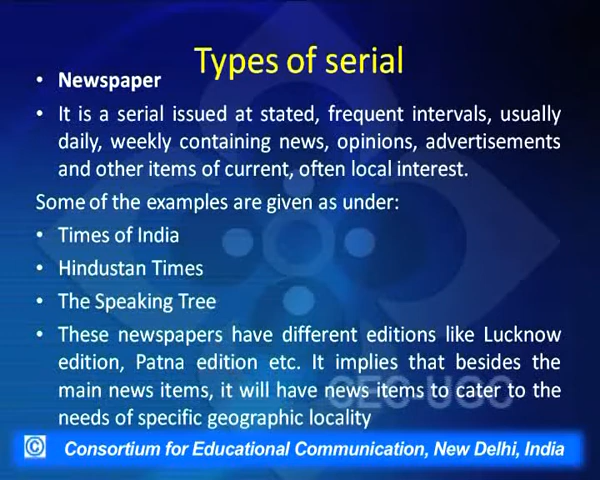 Types of serial
• Newspaper
• It is a serial issued at stated, frequent intervals, usually
daily, weekly containing news, opinions, advertisements
and other items of current, often local interest.
Some of the examples are given as under:
• Times of India
• Hindustan Times
• The Speaking Tree
• These newspapers have different editions like Lucknow
edition, Patna edition etc. It implies that besides the
main news items, it will have news items to cater to the
needs of specific geographic locality
CEC-UGC
© Consortium for Educational Communication, New Delhi, India